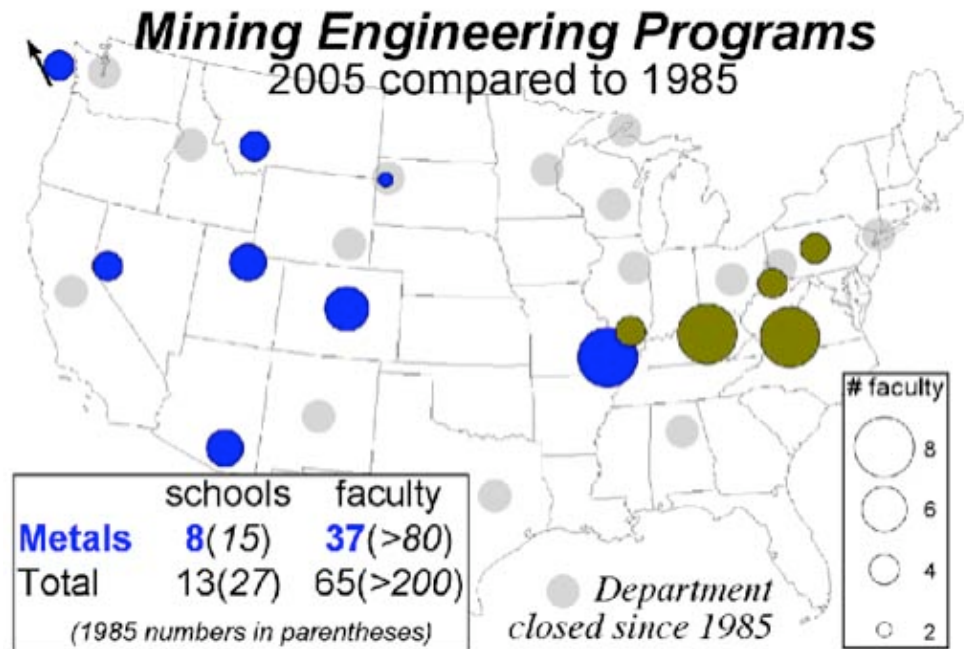 Mining Engineering Programs
2005 compared to 1985
schools faculty
Metals 8(15) 37(>80)
Total 13(27) 65(>200)
(1985 numbers in parentheses)
Department
closed since 1985
# faculty
8
6
4
2